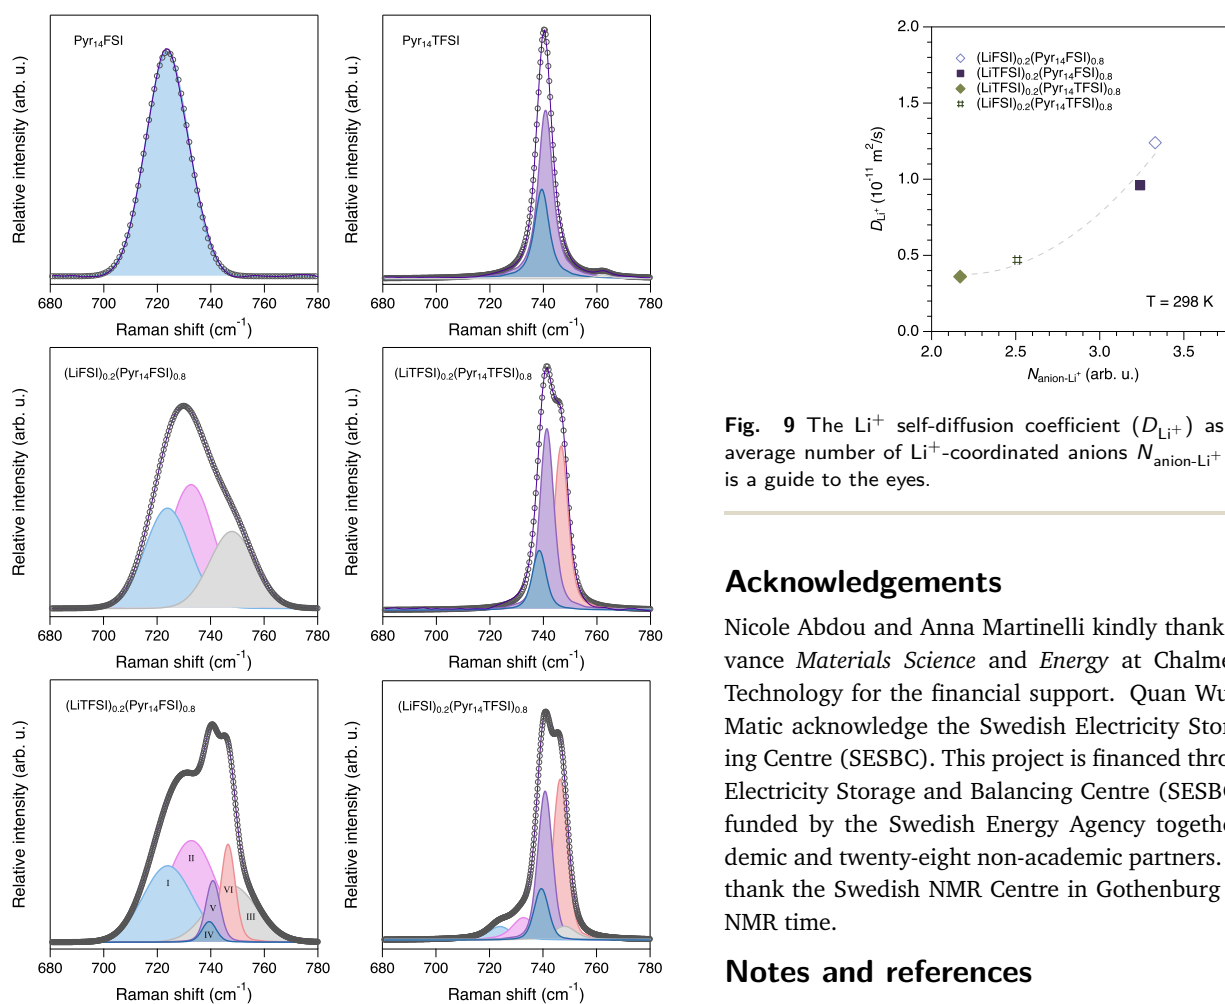 Pyr14FSI
Relative intensity (arb. u.)
680 700 720 740 760 780
Raman shift (cm-1)
Pyr14TFSI
Relative intensity (arb. u.)
680 700 720 740 760 780
Raman shift (cm-1)
(LiFSI)0.2(Pyr14FSI)0.8
Relative intensity (arb. u.)
680 700 720 740 760 780
Raman shift (cm-1)
(LiTFSI)0.2(Pyr14TFSI)0.8
Relative intensity (arb. u.)
680 700 720 740 760 780
Raman shift (cm-1)
(LiTFSI)0.2(Pyr14FSI)0.8
Relative intensity (arb. u.)
I
II
III
IV
V
VI
680 700 720 740 760 780
Raman shift (cm-1)
(LiFSI)0.2(Pyr14TFSI)0.8
Relative intensity (arb. u.)
680 700 720 740 760 780
Raman shift (cm-1)
2.0
1.5
1.0
0.5
0.0
DLi+ (10-11 m2/s)
(LiFSI)0.2(Pyr14FSI)0.8
(LiTFSI)0.2(Pyr14FSI)0.8
(LiTFSI)0.2(Pyr14TFSI)0.8
(LiFSI)0.2(Pyr14TFSI)0.8
T = 298 K
2.0 2.5 3.0 3.5
Nanion-Li+ (arb. u.)
Fig. 9 The Li+ self-diffusion coefficient (DLi+) as
average number of Li+-coordinated anions Nanion-Li+
is a guide to the eyes.
Acknowledgements
Nicole Abdou and Anna Martinelli kindly thank
vance Materials Science and Energy at Chalme
Technology for the financial support. Quan Wu
Matic acknowledge the Swedish Electricity Stor
ing Centre (SESBC). This project is financed thro
Electricity Storage and Balancing Centre (SESBC
funded by the Swedish Energy Agency togethe
demic and twenty-eight non-academic partners.
thank the Swedish NMR Centre in Gothenburg
NMR time.
Notes and references